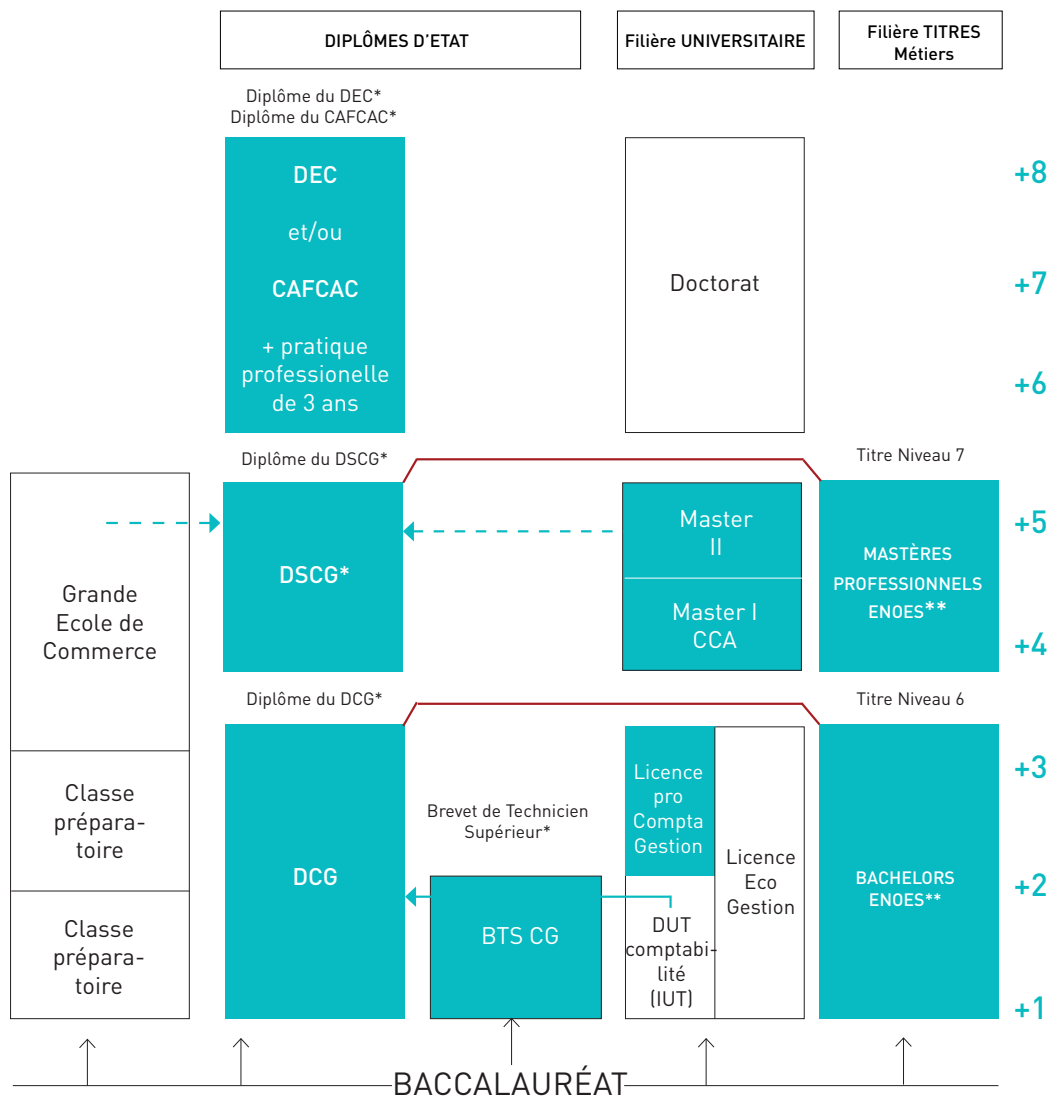 DIPLÔMES D'ETAT
Filière UNIVERSITAIRE
Filière TITRES
Métiers
Diplôme du DEC*
Diplôme du CAFCAC*
DEC
et/ou
CAFCAC
+ pratique
professionelle
de 3 ans
Doctorat
+8
+7
+6
Diplôme du DSCG*
Titre Niveau 7
Grande
Ecole de
Commerce
DSCG*
Master
II
Master I
CCA
MASTÈRES
PROFESSIONNELS
ENOES**
+5
+4
Diplôme du DCG*
Titre Niveau 6
Classe
prépara-
toire
Classe
prépara-
toire
DCG
Brevet de Technicien
Supérieur*
BTS CG
Licence
pro
Compta
Gestion
DUT
comptabi-
lité
(IUT)
Licence
Eco
Gestion
BACHELORS
ENOES**
+3
+2
+1
BACCALAURÉAT